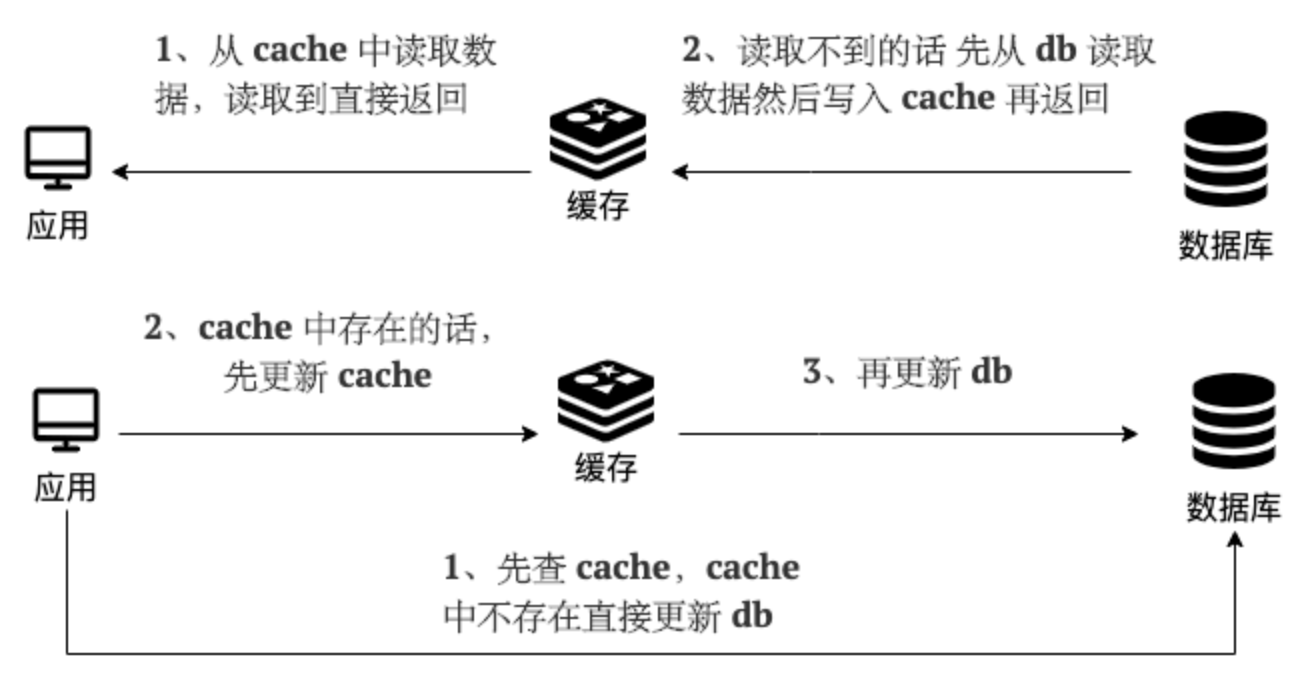 1、从 cache 中读取数
据，读取到直接返回
2、读取不到的话 先从 db 读取
数据然后写入 cache 再返回
应用
缓存
数据库
2、cache 中存在的话，
先更新 cache
3、再更新 db
应用
缓存
数据库
1、先查 cache，cache
中不存在直接更新 db